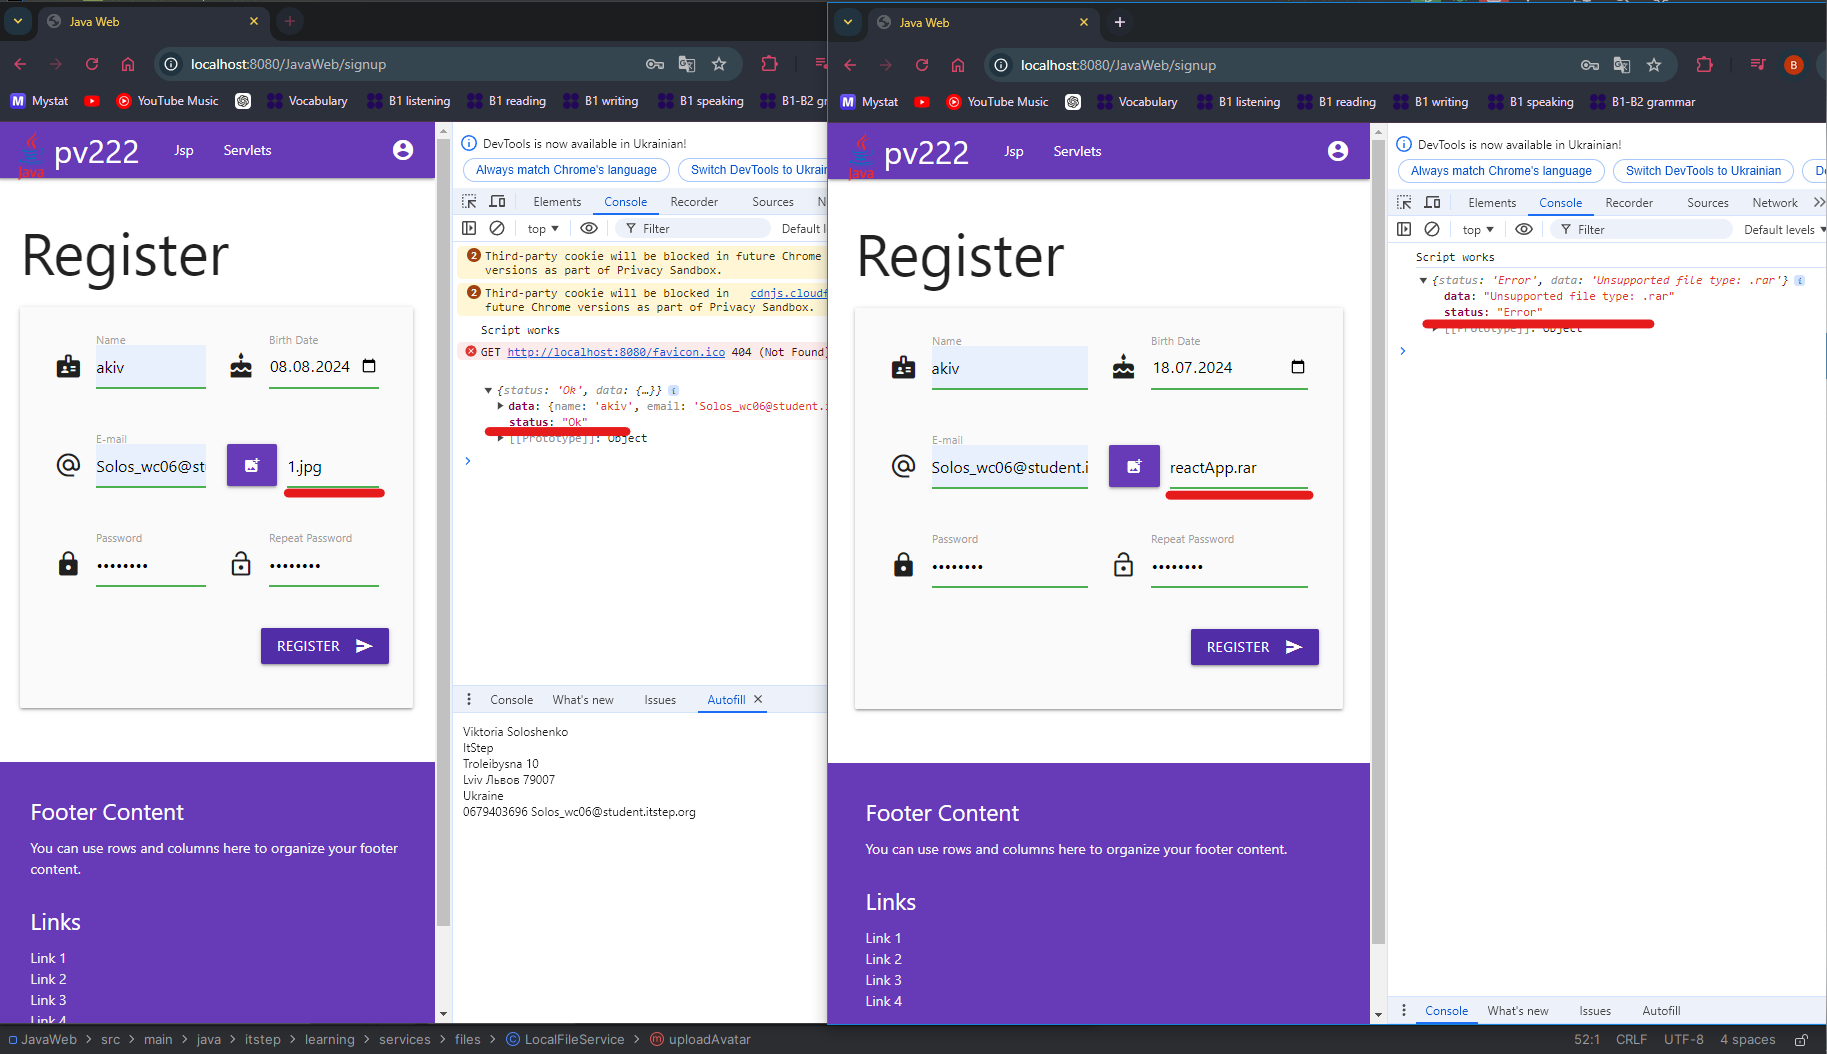 Java Web
localhost:8080/JavaWeb/signup
Mystat
YouTube Music
Vocabulary
B1 listening
B1 reading
B1 writing
B1 speaking
B1-B2 gr
Java
pv222
Jsp
Servlets
Register
Name
akiv
Birth Date
08.08.2024
E-mail
Solos_wc06@st
1.jpg
Password
••••••••
Repeat Password
••••••••
REGISTER
Footer Content
You can use rows and columns here to organize your footer
content.
Links
Link 1
Link 2
Link 3
Link 4
DevTools is now available in Ukrainian!
Always match Chrome's language
Switch DevTools to Ukrai
Elements
Console
Recorder
Sources
N
top
Filter
Default l
2 Third-party cookie will be blocked in future Chrome
versions as part of Privacy Sandbox.
2 Third-party cookie will be blocked in cdnjs.cloudf
future Chrome versions as part of Privacy Sandbox.
Script works
GET http://localhost:8080/favicon.ico 404 (Not Found)
{status: 'Ok', data: {…}}
data: {name: 'akiv', email: 'Solos_wc06@student.i
status: "Ok"
[[Prototype]]: Object
Console
What's new
Issues
Autofill
Viktoria Soloshenko
ItStep
Troleibysna 10
Lviv Львов 79007
Ukraine
0679403696 Solos_wc06@student.itstep.org
Java Web
localhost:8080/JavaWeb/signup
B
Mystat
YouTube Music
Vocabulary
B1 listening
B1 reading
B1 writing
B1 speaking
B1-B2 grammar
Java
pv222
Jsp
Servlets
Register
Name
akiv
Birth Date
18.07.2024
E-mail
Solos_wc06@student.i
reactApp.rar
Password
••••••••
Repeat Password
••••••••
REGISTER
Footer Content
You can use rows and columns here to organize your footer content.
Links
Link 1
Link 2
Link 3
Link 4
DevTools is now available in Ukrainian!
Always match Chrome's language
Switch DevTools to Ukrainian
D
Elements
Console
Recorder
Sources
Network
top
Filter
Default levels
Script works
{status: 'Error', data: 'Unsupported file type: .rar'}
data: "Unsupported file type: .rar"
status: "Error"
[[Prototype]]: Object
Console
What's new
Issues
Autofill
JavaWeb
src
main
java
itstep
learning
services
files
LocalFileService
uploadAvatar
52:1
CRLF
UTF-8
4 spaces